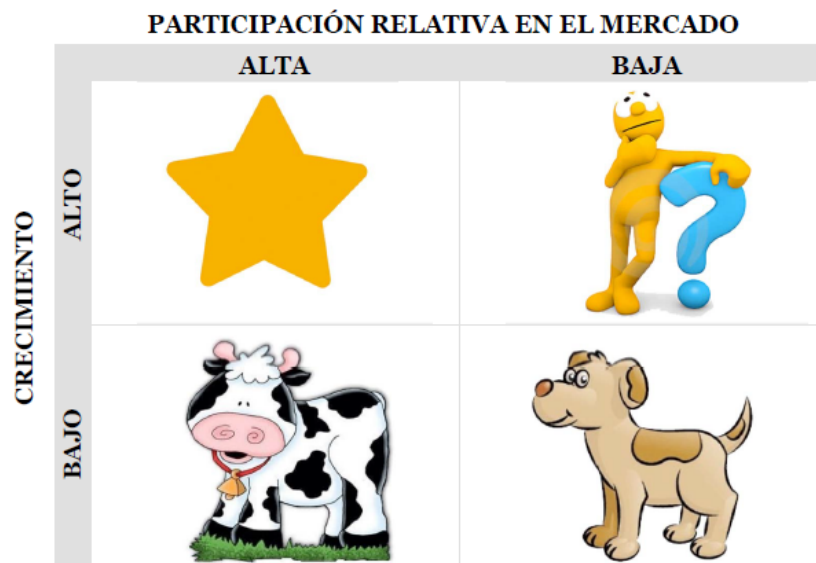 PARTICIPACIÓN RELATIVA EN EL MERCADO
ALTA
BAJA
CRECIMIENTO
ALTO
BAJO